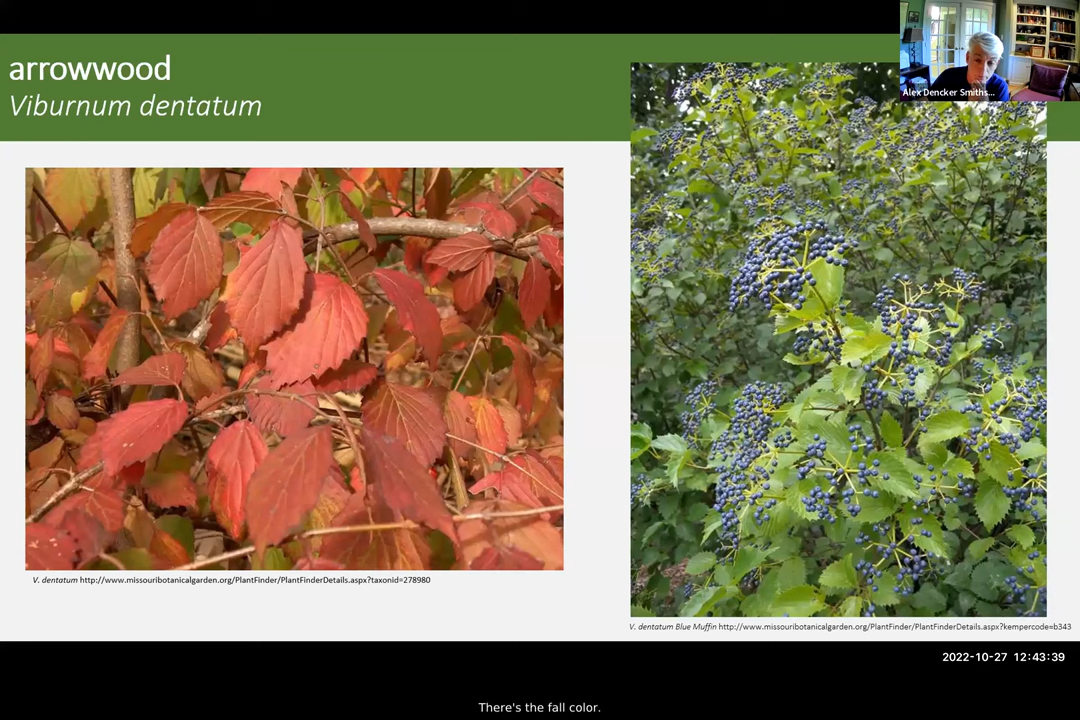 arrowwood
Viburnum dentatum
Alex Dencker Smiths...
V. dentatum http://www.missouribotanicalgarden.org/PlantFinder/PlantFinderDetails.aspx?taxonid=278980
V. dentatum Blue Muffin http://www.missouribotanicalgarden.org/PlantFinder/PlantFinderDetails.aspx?kempercode=b343
2022-10-27 12:43:39
There's the fall color.